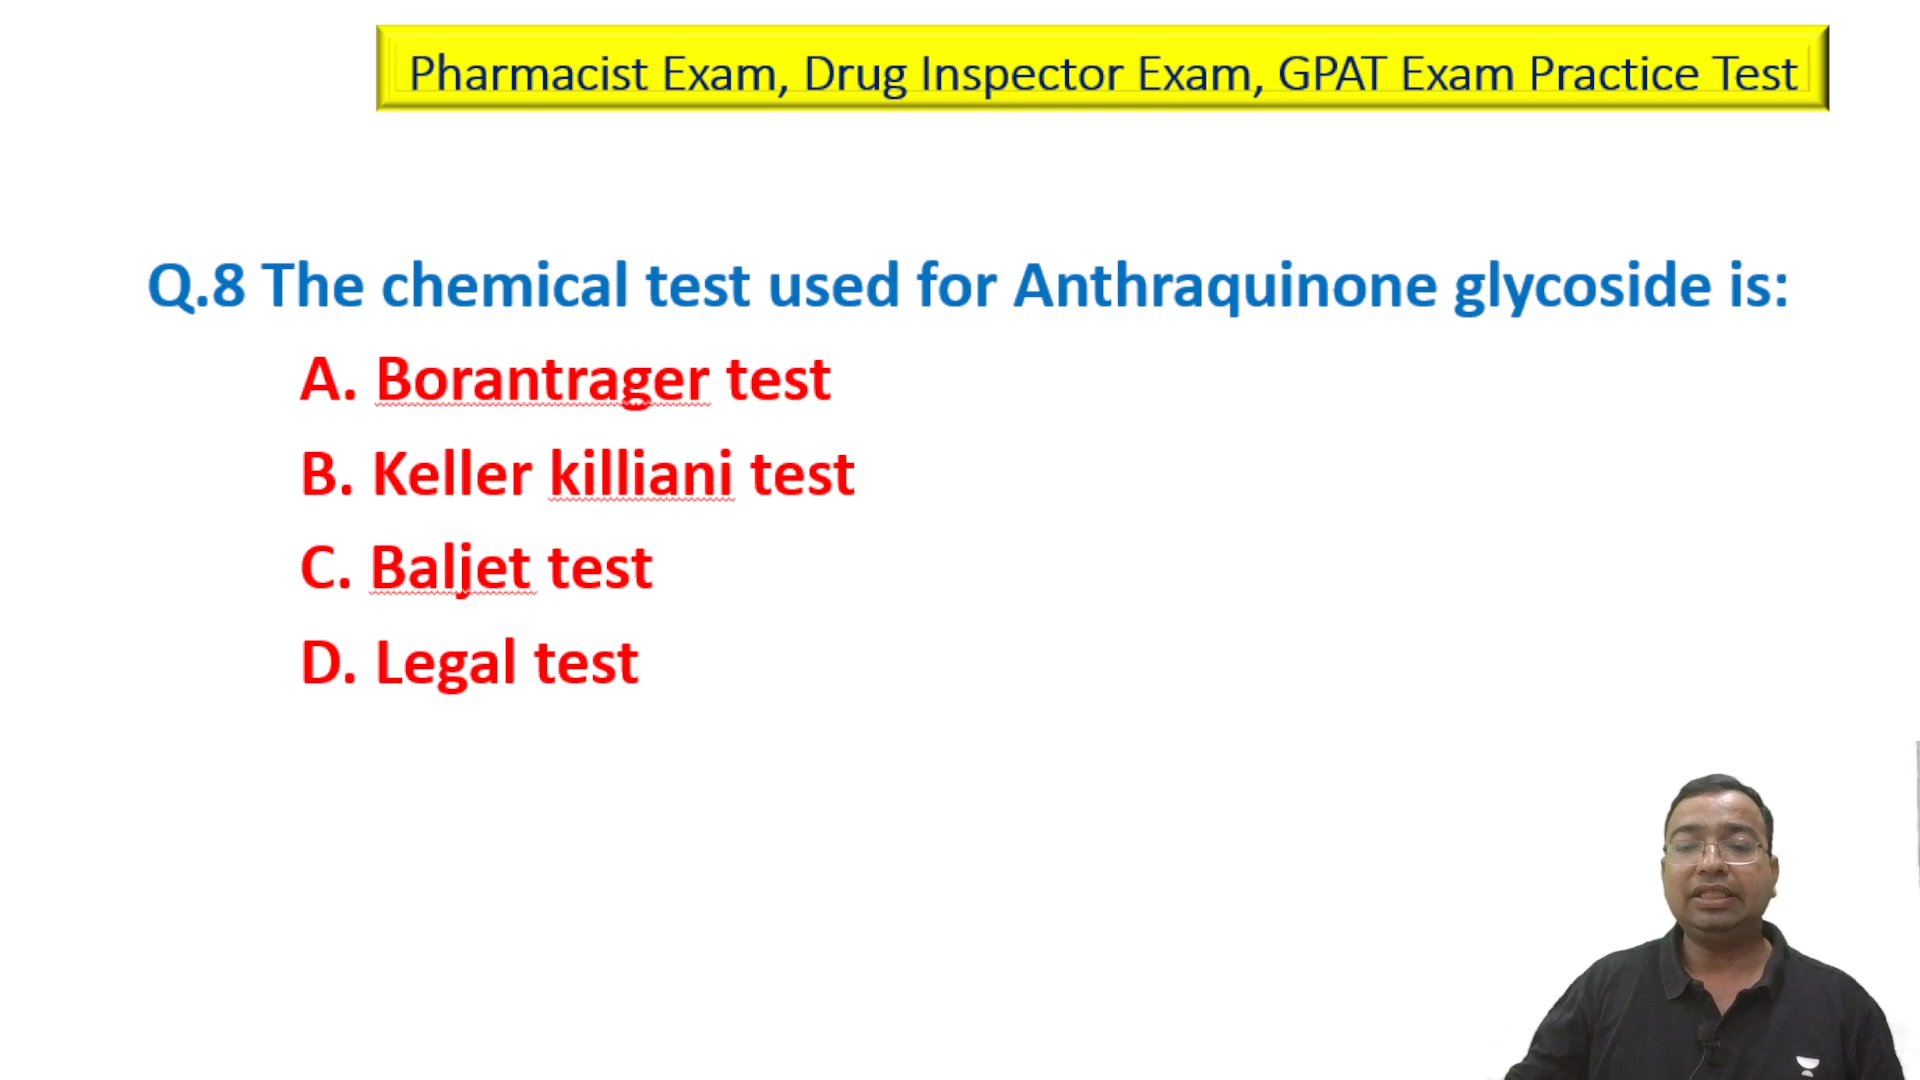 Pharmacist Exam, Drug Inspector Exam, GPAT Exam Practice Test
Q.8 The chemical test used for Anthraquinone glycoside is:
A. Borantrager test
B. Keller killiani test
C. Baljet test
D. Legal test